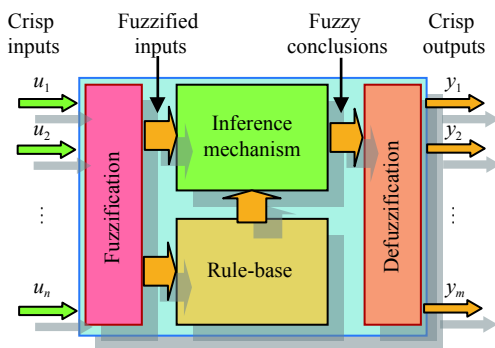 Crisp
inputs
Fuzzified
inputs
Fuzzy
conclusions
Crisp
outputs
u1
u2
⋮
un
Fuzzification
Inference
mechanism
Rule-base
Defuzzification
y1
y2
⋮
ym